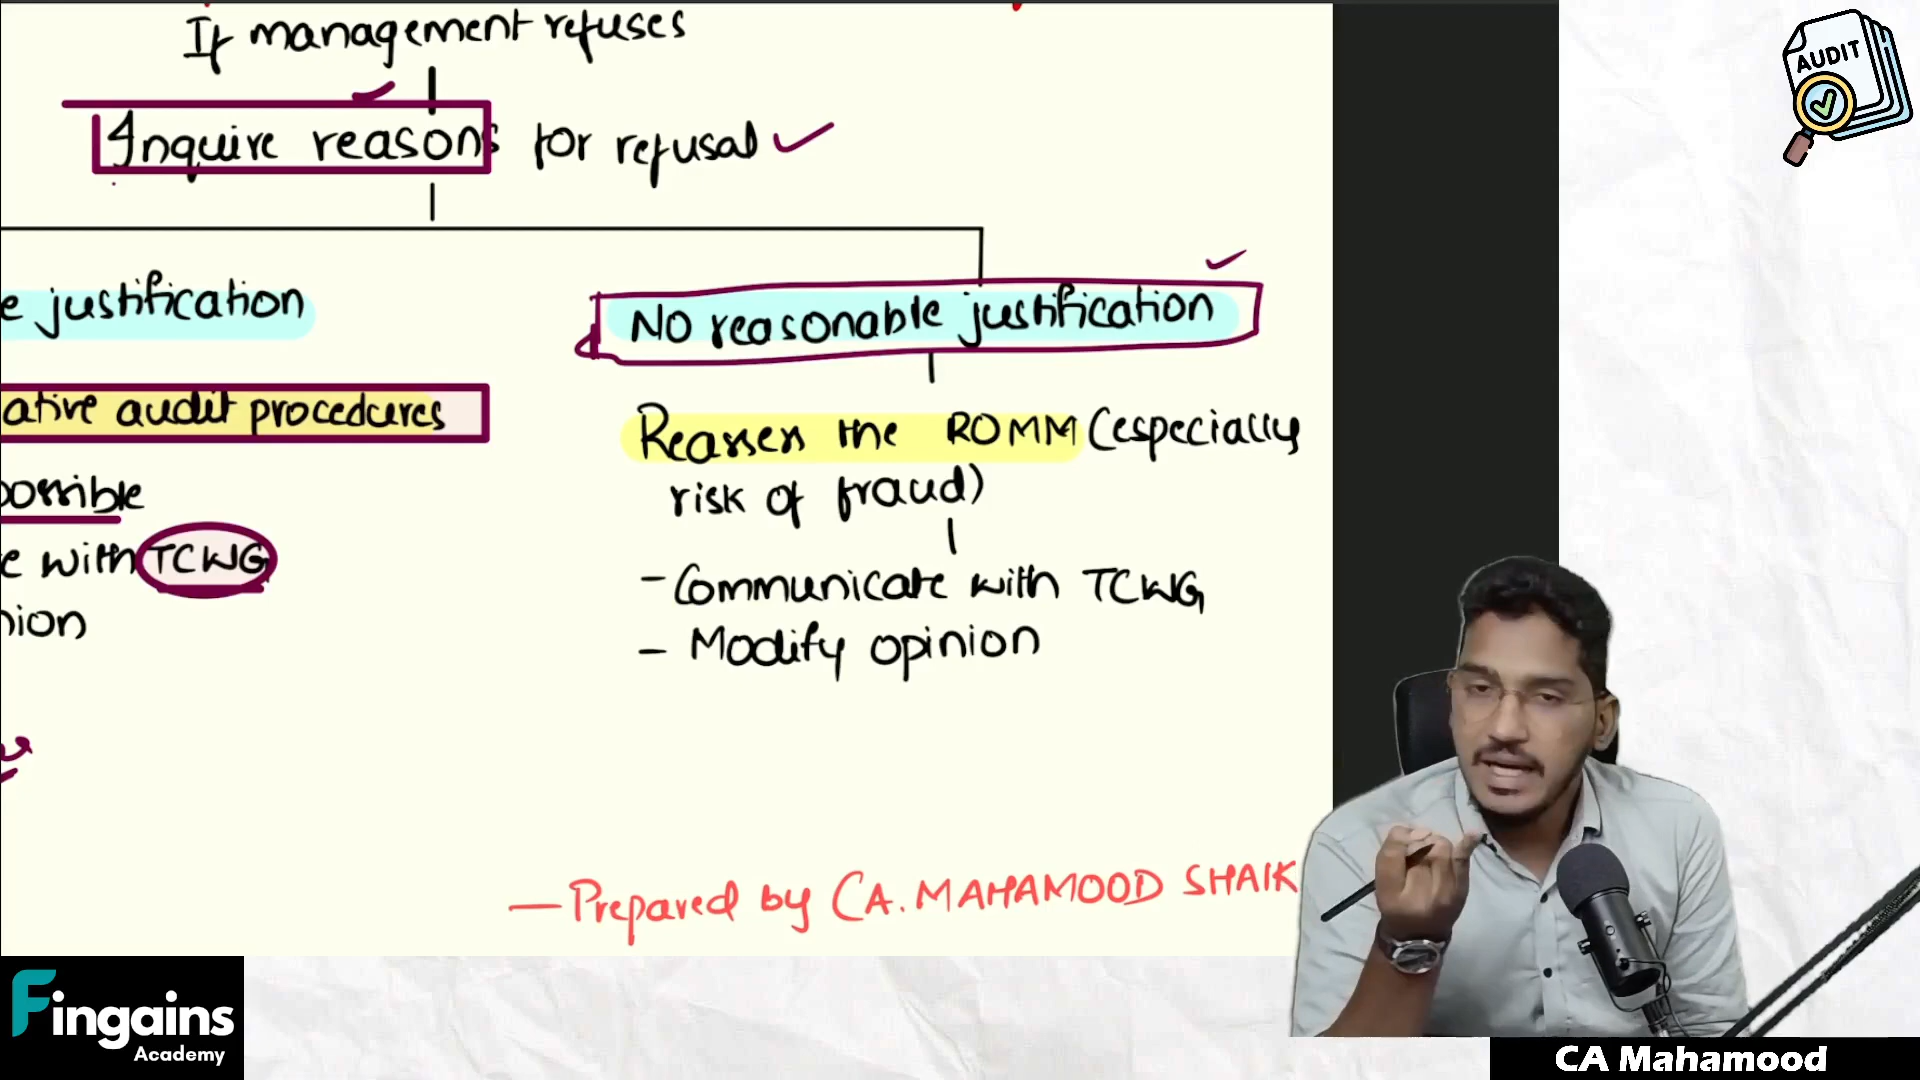 If management refuses
AUDIT
Inquire reasons for refusal
e justification
No reasonable justification
ative audit procedures
Reassess the ROMM (especially
risk of fraud)
possible
e with TCWG
- Communicate with TCWG
nion
- Modify opinion
— Prepared by CA. MAHAMOOD SHAIK
Fingains
Academy
CA Mahamood